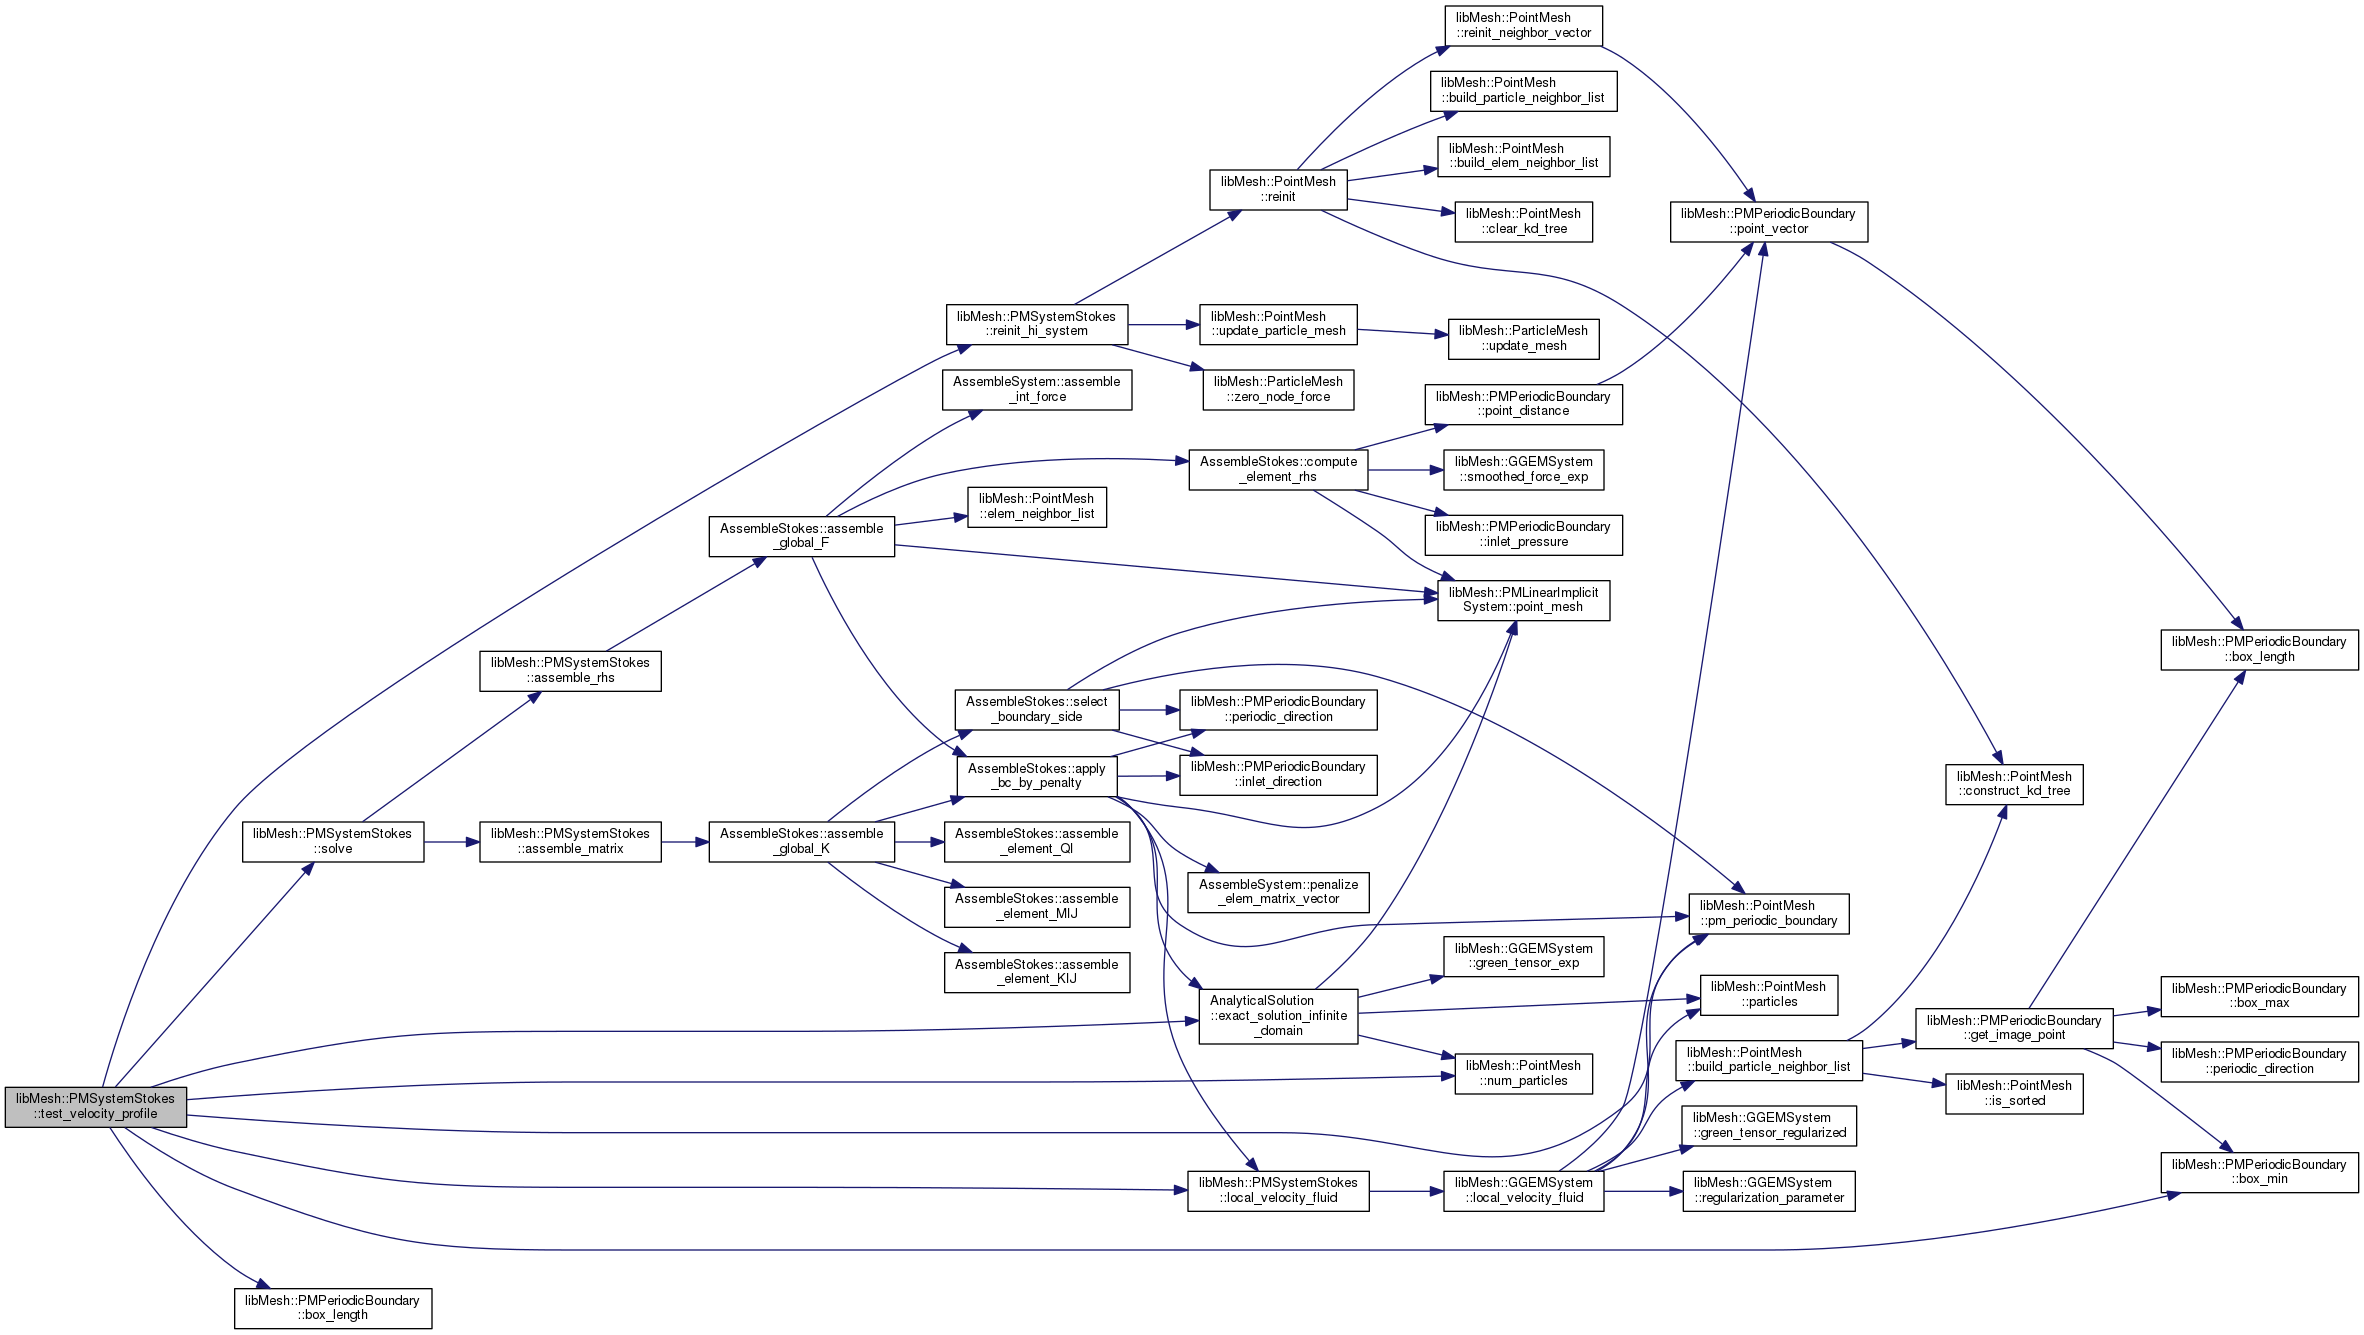 libMesh::PMSystemStokes
::test_velocity_profile
libMesh::PMSystemStokes
::solve
libMesh::PMPeriodicBoundary
::box_length
libMesh::PMSystemStokes
::assemble_rhs
libMesh::PMSystemStokes
::assemble_matrix
AssembleStokes::assemble
_global_F
AssembleStokes::assemble
_global_K
libMesh::PMSystemStokes
::reinit_hi_system
AssembleSystem::assemble
_int_force
libMesh::PointMesh
::elem_neighbor_list
AssembleStokes::select
_boundary_side
AssembleStokes::apply
_bc_by_penalty
AssembleStokes::assemble
_element_QI
AssembleStokes::assemble
_element_MIJ
AssembleStokes::assemble
_element_KIJ
libMesh::PointMesh
::reinit
libMesh::PointMesh
::update_particle_mesh
libMesh::ParticleMesh
::zero_node_force
AssembleStokes::compute
_element_rhs
libMesh::PMPeriodicBoundary
::periodic_direction
libMesh::PMPeriodicBoundary
::inlet_direction
AssembleSystem::penalize
_elem_matrix_vector
AnalyticalSolution
::exact_solution_infinite
_domain
libMesh::PMSystemStokes
::local_velocity_fluid
libMesh::PointMesh
::reinit_neighbor_vector
libMesh::PointMesh
::build_particle_neighbor_list
libMesh::PointMesh
::build_elem_neighbor_list
libMesh::PointMesh
::clear_kd_tree
libMesh::ParticleMesh
::update_mesh
libMesh::PMPeriodicBoundary
::point_distance
libMesh::GGEMSystem
::smoothed_force_exp
libMesh::PMPeriodicBoundary
::inlet_pressure
libMesh::PMLinearImplicit
System::point_mesh
libMesh::GGEMSystem
::green_tensor_exp
libMesh::PointMesh
::num_particles
libMesh::GGEMSystem
::local_velocity_fluid
libMesh::PMPeriodicBoundary
::point_vector
libMesh::PointMesh
::pm_periodic_boundary
libMesh::PointMesh
::particles
libMesh::PointMesh
::build_particle_neighbor_list
libMesh::GGEMSystem
::green_tensor_regularized
libMesh::GGEMSystem
::regularization_parameter
libMesh::PointMesh
::construct_kd_tree
libMesh::PMPeriodicBoundary
::get_image_point
libMesh::PointMesh
::is_sorted
libMesh::PMPeriodicBoundary
::box_length
libMesh::PMPeriodicBoundary
::box_max
libMesh::PMPeriodicBoundary
::periodic_direction
libMesh::PMPeriodicBoundary
::box_min